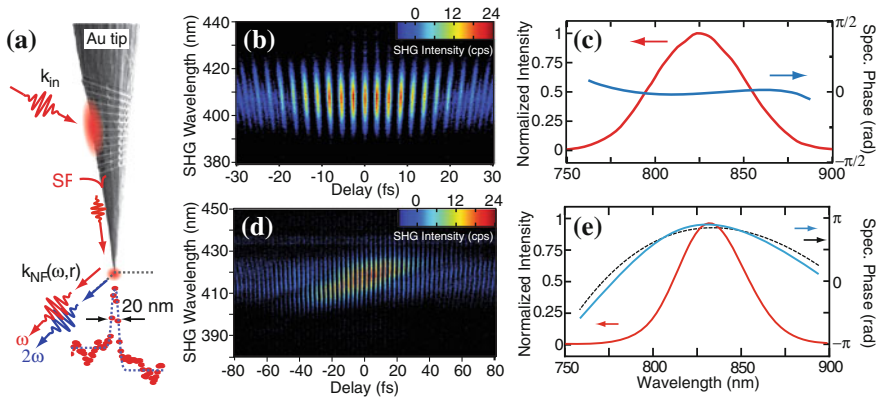 (a)
Au tip
k_in
SF
k_NF(ω,r)
20 nm
ω
2ω
(b)
0 12 24
SHG Intensity (cps)
SHG Wavelength (nm)
440
420
400
380
-30 -20 -10 0 10 20 30
Delay (fs)
(c)
Normalized Intensity
1
0.75
0.5
0.25
0
750 800 850 900
π/2
0
−π/2
Spec. Phase (rad)
(d)
0 12 24
SHG Intensity (cps)
SHG Wavelength (nm)
450
430
410
380
-80 -60 -40 -20 0 20 40 60 80
Delay (fs)
(e)
Normalized Intensity
1
0.75
0.5
0.25
0
750 800 850 900
Wavelength (nm)
π
0
−π
Spec. Phase (rad)